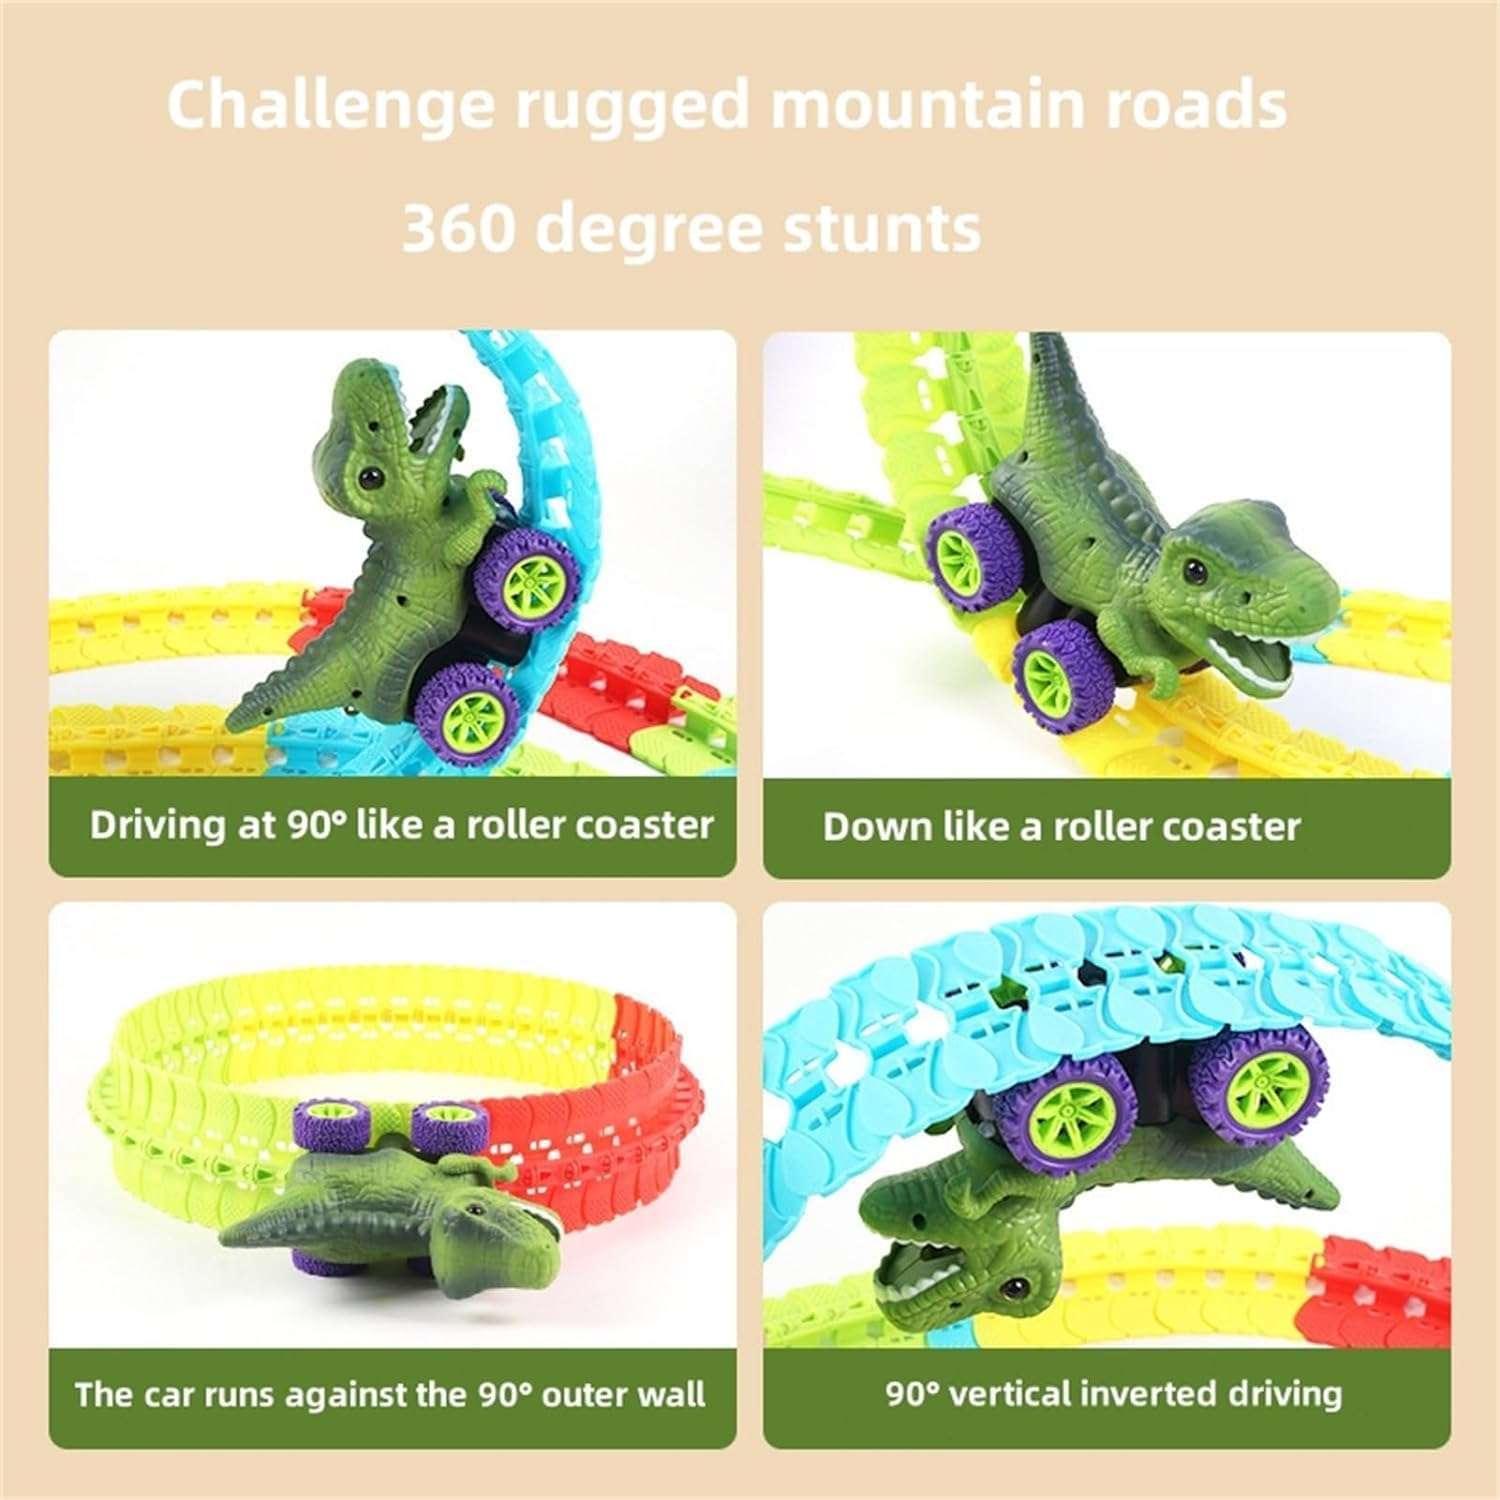 Challenge rugged mountain roads
360 degree stunts
Driving at 90° like a roller coaster
Down like a roller coaster
The car runs against the 90° outer wall
90° vertical inverted driving